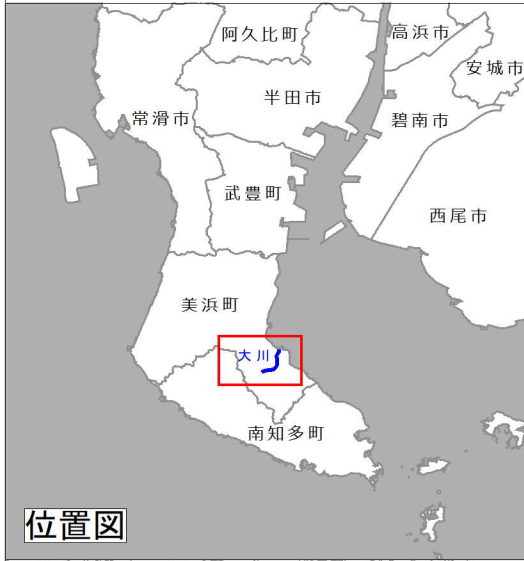 阿久比町
高浜市
安城市
半田市
常滑市
碧南市
武豊町
西尾市
美浜町
大川
南知多町
位置図